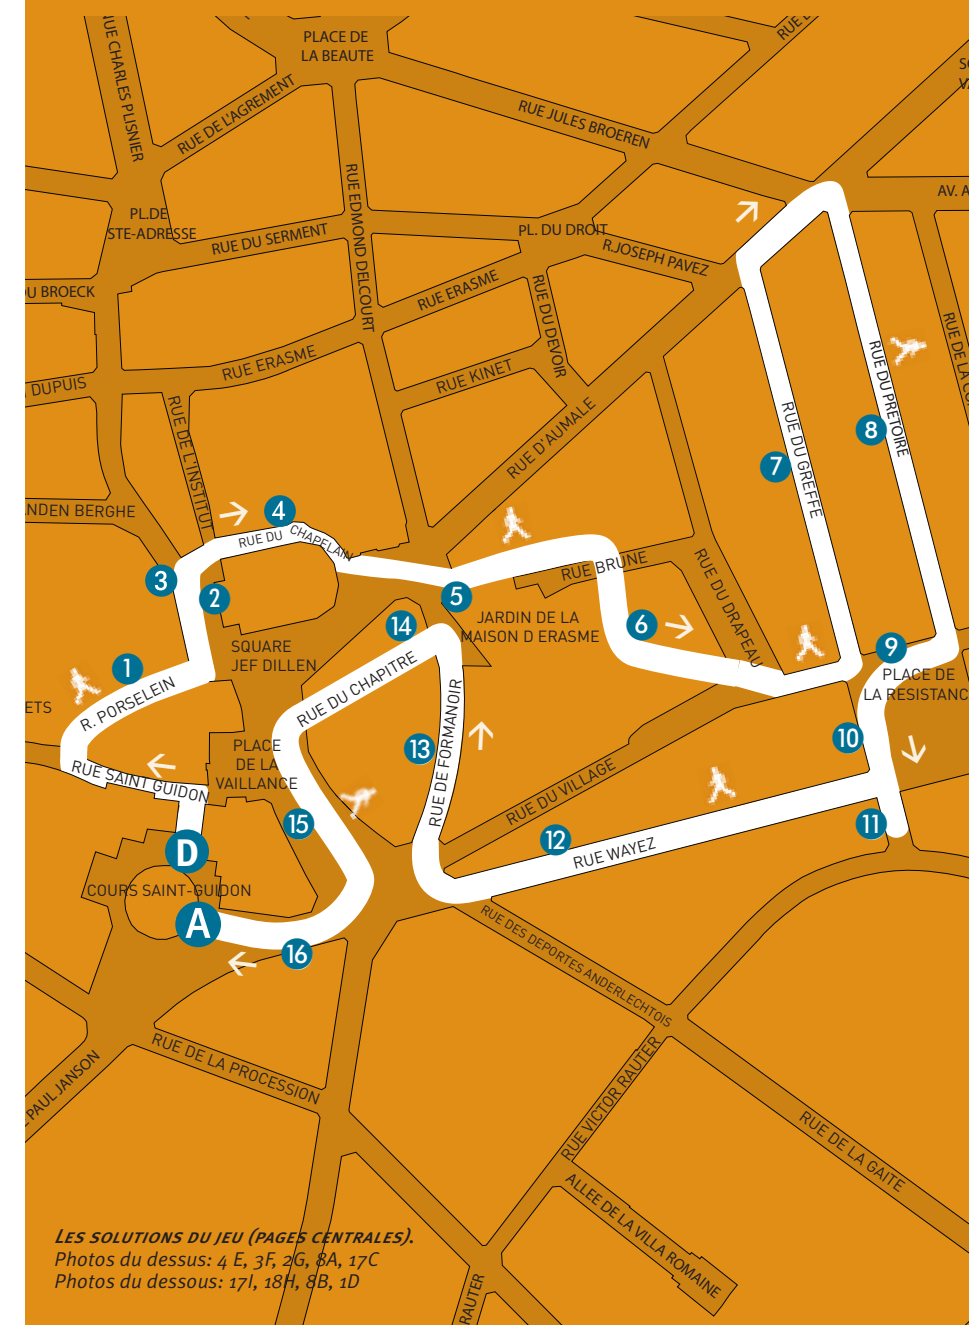 RUE CHARLES PLISNIER
PLACE DE
LA BEAUTE
RUE DE L'AGREMENT
RUE JULES BROEREN
RUE EDMOND DELCOURT
PL.DE
STE-ADRESSE
RUE DU SERMENT
PL. DU DROIT
R.JOSEPH PAVEZ
AV. A
U BROECK
RUE ERASME
RUE DU DEVOIR
RUE ERASME
RUE KINET
DUPUIS
RUE DE L'INSTITUT
RUE D'AUMALE
RUE DU PRETOIRE
8
RUE DU GREFFE
7
NDEN BERGHE
4
RUE DU CHAPELAIN
3
2
5
RUE BRUNE
RUE DU DRAPEAU
JARDIN DE LA
MAISON D ERASME
6
14
SQUARE
JEF DILLEN
1
R. PORSELEIN
ETS
RUE DU CHAPITRE
9
PLACE DE
LA RESISTANC
10
13
RUE DE FORMANOIR
PLACE
DE LA
VAILLANCE
RUE SAINT GUIDON
RUE DU VILLAGE
15
11
12
RUE WAYEZ
D
COURS SAINT-GUIDON
A
16
RUE DES DEPORTES ANDERLECHTOIS
RUE DE LA PROCESSION
PAUL JANSON
RUE VICTOR RAUTER
RUE DE LA GAITE
ALLEE DE LA VILLA ROMAINE
RAUTER
LES SOLUTIONS DU JEU (PAGES CENTRALES).
Photos du dessus: 4 E, 3F, 2G, 8A, 17C
Photos du dessous: 17I, 18H, 8B, 1D